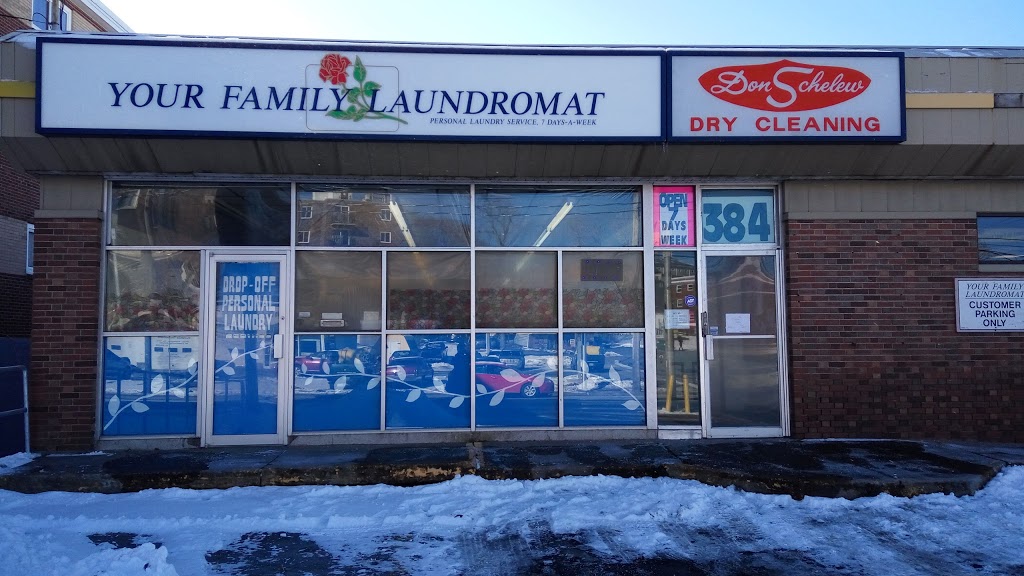 YOUR FAMILY LAUNDROMAT
PERSONAL LAUNDRY SERVICE. 7 DAYS-A-WEEK
Don Schelew
DRY CLEANING
OPEN
7
DAYS
WEEK
384
DROP-OFF
PERSONAL
LAUNDRY
YOUR FAMILY
LAUNDROMAT
CUSTOMER
PARKING
ONLY